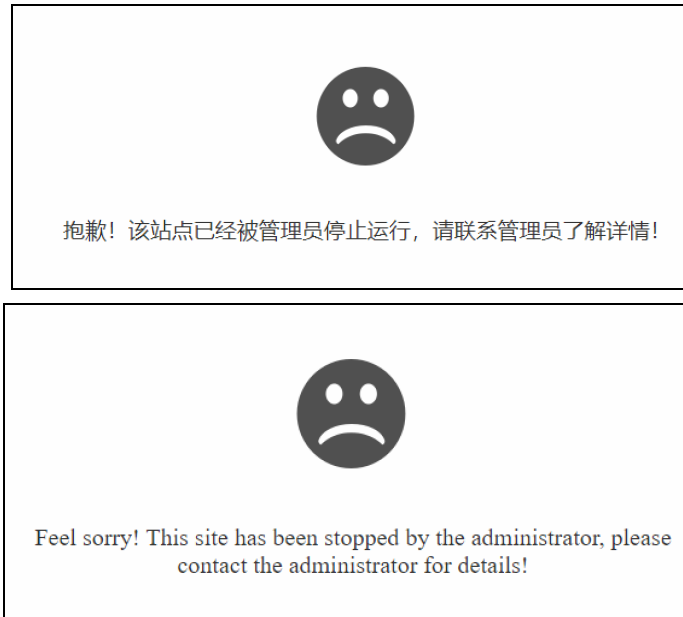 抱歉！该站点已经被管理员停止运行，请联系管理员了解详情！
Feel sorry! This site has been stopped by the administrator, please
contact the administrator for details!